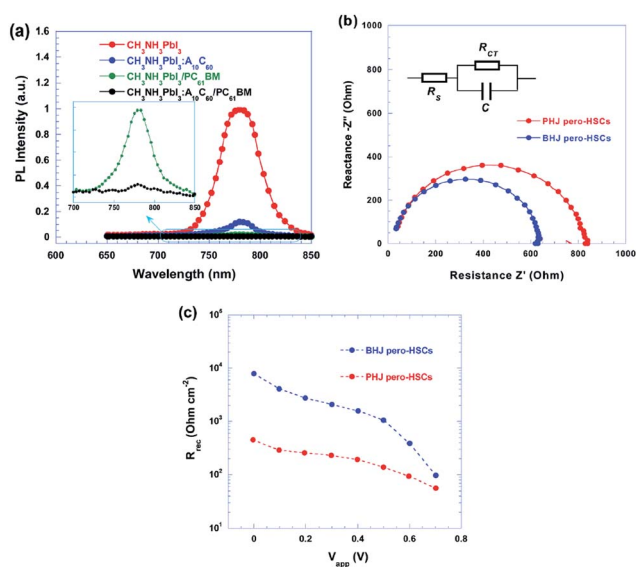 (a)
1.6
1.4
1.2
1
0.8
0.6
0.4
0.2
0
PL Intensity (a.u.)
CH3NH3PbI3
CH3NH3PbI3:A10C60
CH3NH3PbI3/PC61BM
CH3NH3PbI3:A10C60/PC61BM
700 750 800 850
600 650 700 750 800 850
Wavelength (nm)
(b)
1000
800
600
400
200
0
Reactance -Z" (Ohm)
RCT
RS
C
PHJ pero-HSCs
BHJ pero-HSCs
0 200 400 600 800 1000
Resistance Z' (Ohm)
(c)
10^5
10^4
10^3
10^2
10^1
Rrec (Ohm cm-2)
BHJ pero-HSCs
PHJ pero-HSCs
0 0.2 0.4 0.6 0.8
Vapp (V)